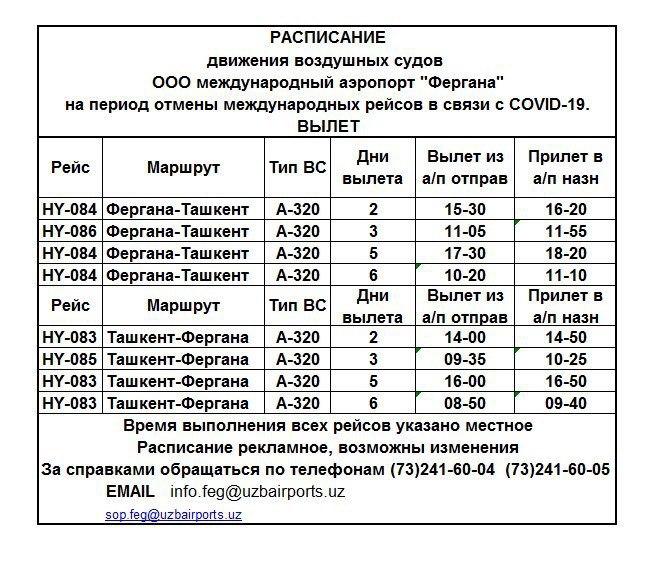 РАСПИСАНИЕ
движения воздушных судов
ООО международный аэропорт "Фергана"
на период отмены международных рейсов в связи с COVID-19.
ВЫЛЕТ
Рейс Маршрут Тип ВС Дни вылета Вылет из а/п отправ Прилет в а/п назн
HY-084 Фергана-Ташкент А-320 2 15-30 16-20
HY-086 Фергана-Ташкент А-320 3 11-05 11-55
HY-084 Фергана-Ташкент А-320 5 17-30 18-20
HY-084 Фергана-Ташкент А-320 6 10-20 11-10
Рейс Маршрут Тип ВС Дни вылета Вылет из а/п отправ Прилет в а/п назн
HY-083 Ташкент-Фергана А-320 2 14-00 14-50
HY-085 Ташкент-Фергана А-320 3 09-35 10-25
HY-083 Ташкент-Фергана А-320 5 16-00 16-50
HY-083 Ташкент-Фергана А-320 6 08-50 09-40
Время выполнения всех рейсов указано местное
Расписание рекламное, возможны изменения
За справками обращаться по телефонам (73)241-60-04 (73)241-60-05
EMAIL info.feg@uzbairports.uz
sop.feg@uzbairports.uz